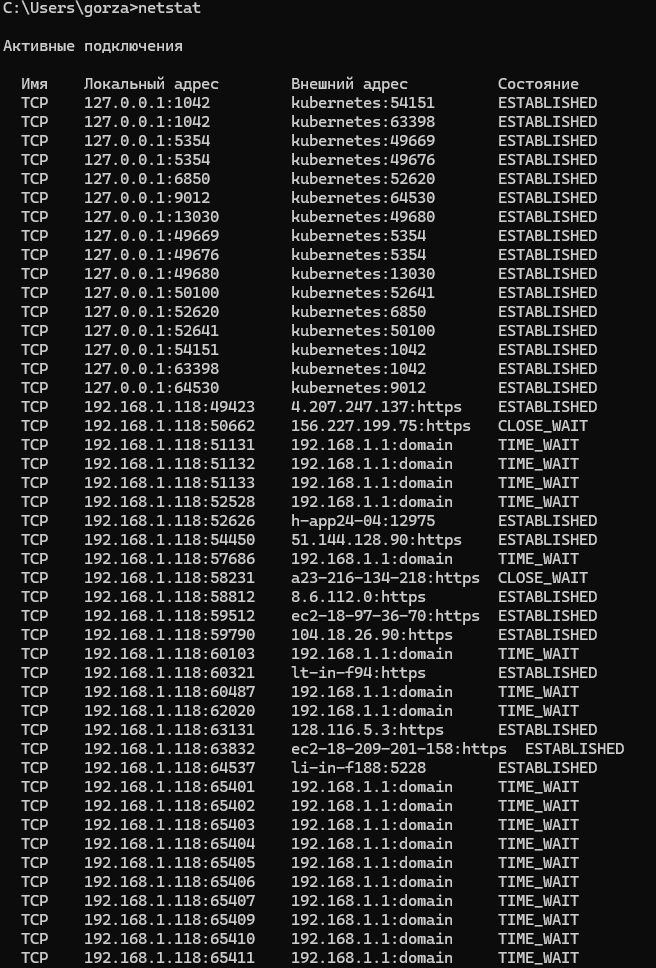 C:\Users\gorza>netstat
Активные подключения
Имя Локальный адрес Внешний адрес Состояние
TCP 127.0.0.1:1042 kubernetes:54151 ESTABLISHED
TCP 127.0.0.1:1042 kubernetes:63398 ESTABLISHED
TCP 127.0.0.1:5354 kubernetes:49669 ESTABLISHED
TCP 127.0.0.1:5354 kubernetes:49676 ESTABLISHED
TCP 127.0.0.1:6850 kubernetes:52620 ESTABLISHED
TCP 127.0.0.1:9012 kubernetes:64530 ESTABLISHED
TCP 127.0.0.1:13030 kubernetes:49680 ESTABLISHED
TCP 127.0.0.1:49669 kubernetes:5354 ESTABLISHED
TCP 127.0.0.1:49676 kubernetes:5354 ESTABLISHED
TCP 127.0.0.1:49680 kubernetes:13030 ESTABLISHED
TCP 127.0.0.1:50100 kubernetes:52641 ESTABLISHED
TCP 127.0.0.1:52620 kubernetes:6850 ESTABLISHED
TCP 127.0.0.1:52641 kubernetes:50100 ESTABLISHED
TCP 127.0.0.1:54151 kubernetes:1042 ESTABLISHED
TCP 127.0.0.1:63398 kubernetes:1042 ESTABLISHED
TCP 127.0.0.1:64530 kubernetes:9012 ESTABLISHED
TCP 192.168.1.118:49423 4.207.247.137:https ESTABLISHED
TCP 192.168.1.118:50662 156.227.199.75:https CLOSE_WAIT
TCP 192.168.1.118:51131 192.168.1.1:domain TIME_WAIT
TCP 192.168.1.118:51132 192.168.1.1:domain TIME_WAIT
TCP 192.168.1.118:51133 192.168.1.1:domain TIME_WAIT
TCP 192.168.1.118:52528 192.168.1.1:domain TIME_WAIT
TCP 192.168.1.118:52626 h-app24-04:12975 ESTABLISHED
TCP 192.168.1.118:54450 51.144.128.90:https ESTABLISHED
TCP 192.168.1.118:57686 192.168.1.1:domain TIME_WAIT
TCP 192.168.1.118:58231 a23-216-134-218:https CLOSE_WAIT
TCP 192.168.1.118:58812 8.6.112.0:https ESTABLISHED
TCP 192.168.1.118:59512 ec2-18-97-36-70:https ESTABLISHED
TCP 192.168.1.118:59790 104.18.26.90:https ESTABLISHED
TCP 192.168.1.118:60103 192.168.1.1:domain TIME_WAIT
TCP 192.168.1.118:60321 lt-in-f94:https ESTABLISHED
TCP 192.168.1.118:60487 192.168.1.1:domain TIME_WAIT
TCP 192.168.1.118:62020 192.168.1.1:domain TIME_WAIT
TCP 192.168.1.118:63131 128.116.5.3:https ESTABLISHED
TCP 192.168.1.118:63832 ec2-18-209-201-158:https ESTABLISHED
TCP 192.168.1.118:64537 li-in-f188:5228 ESTABLISHED
TCP 192.168.1.118:65401 192.168.1.1:domain TIME_WAIT
TCP 192.168.1.118:65402 192.168.1.1:domain TIME_WAIT
TCP 192.168.1.118:65403 192.168.1.1:domain TIME_WAIT
TCP 192.168.1.118:65404 192.168.1.1:domain TIME_WAIT
TCP 192.168.1.118:65405 192.168.1.1:domain TIME_WAIT
TCP 192.168.1.118:65406 192.168.1.1:domain TIME_WAIT
TCP 192.168.1.118:65407 192.168.1.1:domain TIME_WAIT
TCP 192.168.1.118:65409 192.168.1.1:domain TIME_WAIT
TCP 192.168.1.118:65410 192.168.1.1:domain TIME_WAIT
TCP 192.168.1.118:65411 192.168.1.1:domain TIME_WAIT